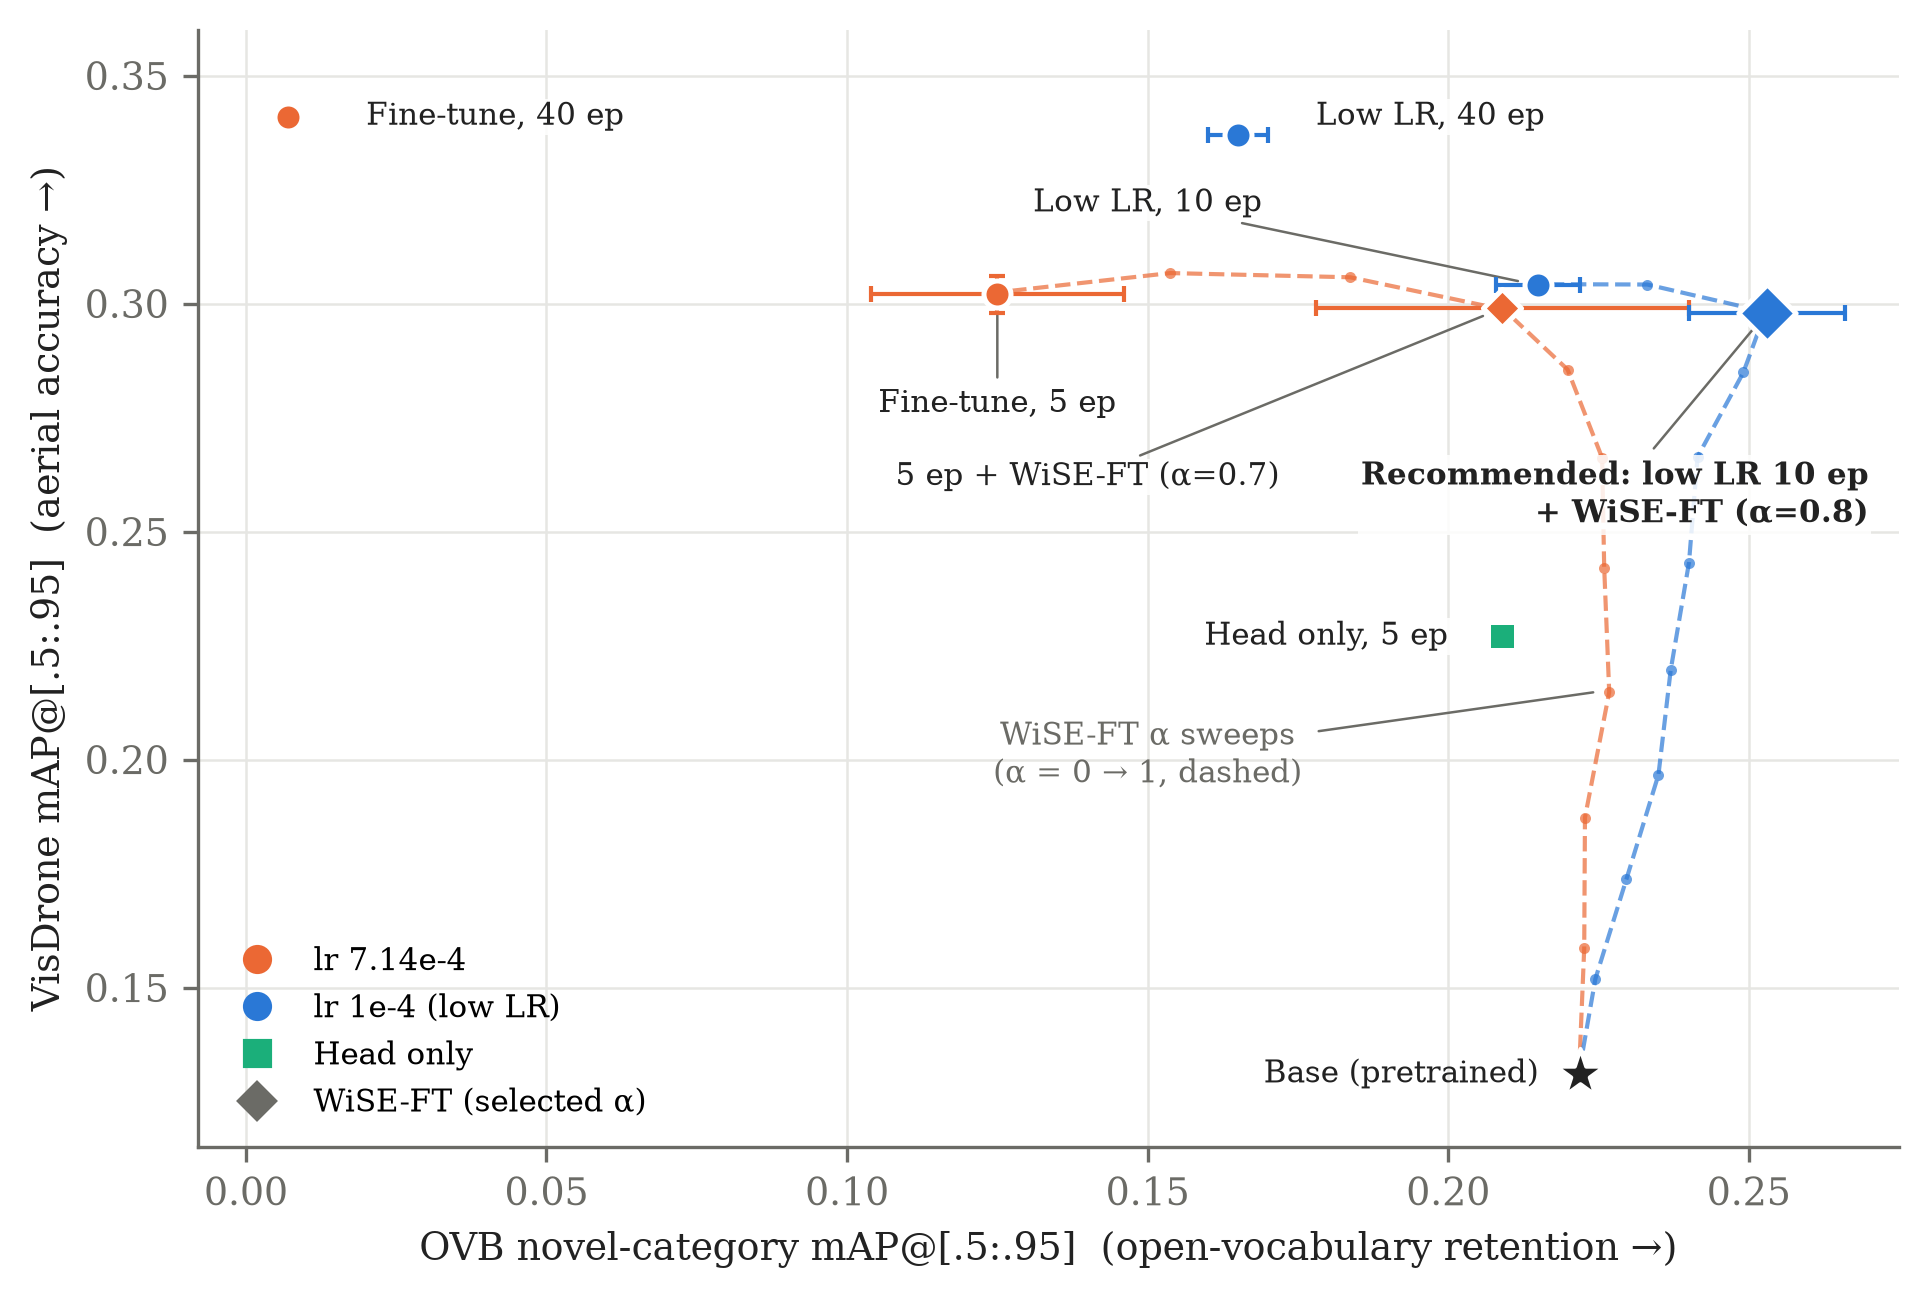 0.35
0.30
0.25
0.20
0.15
VisDrone mAP@[.5:.95]  (aerial accuracy →)
Fine-tune, 40 ep
Low LR, 40 ep
Low LR, 10 ep
Fine-tune, 5 ep
5 ep + WiSE-FT (α=0.7)
Recommended: low LR 10 ep
+ WiSE-FT (α=0.8)
Head only, 5 ep
WiSE-FT α sweeps
(α = 0 → 1, dashed)
Base (pretrained)
lr 7.14e-4
lr 1e-4 (low LR)
Head only
WiSE-FT (selected α)
0.00
0.05
0.10
0.15
0.20
0.25
OVB novel-category mAP@[.5:.95]  (open-vocabulary retention →)